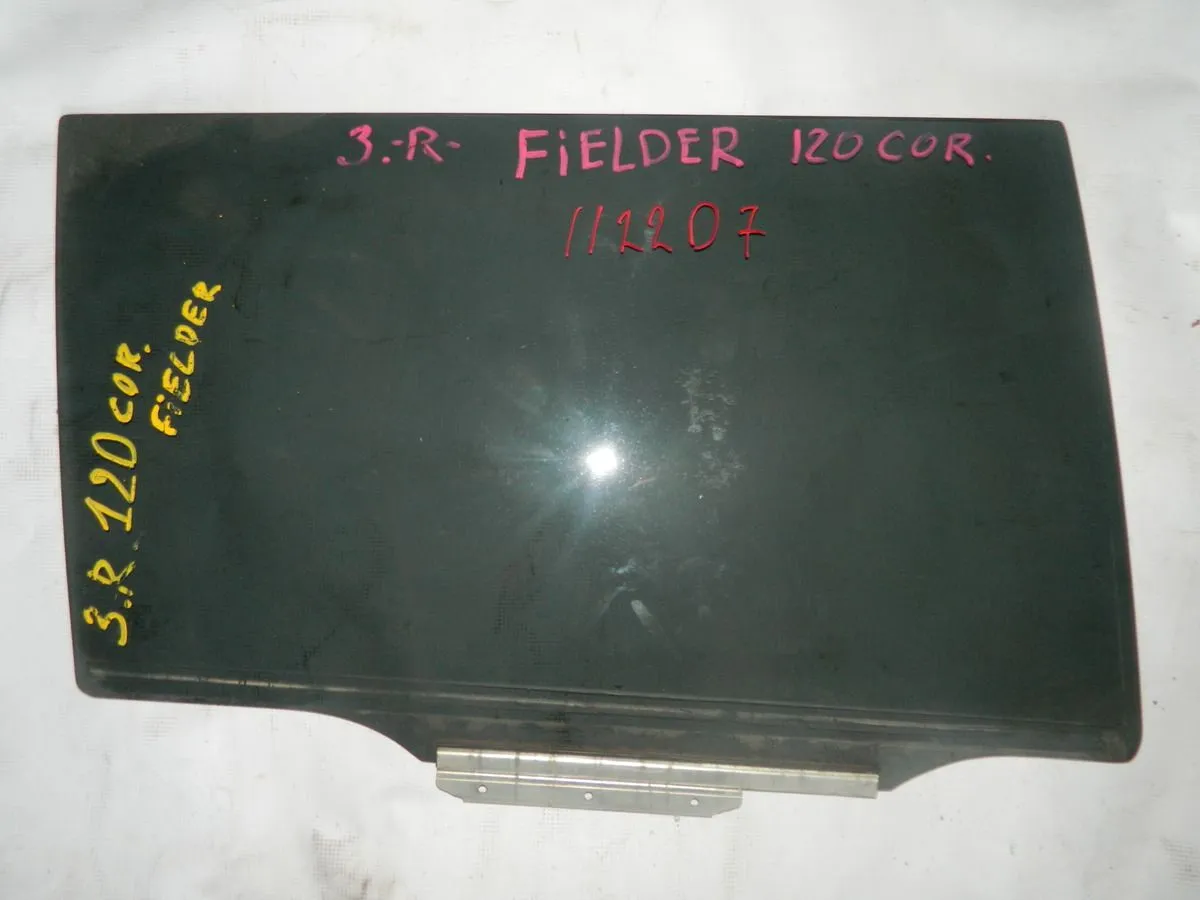 3.-R- FiELDER 120 COR.
112207
3.-R. 120 COR.
FiELDER